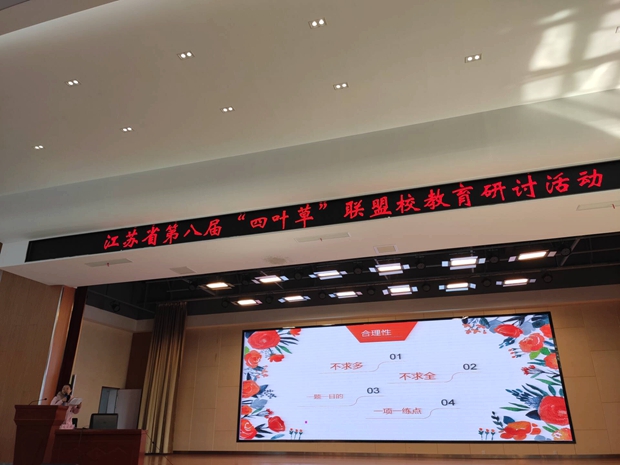 江苏省第八届“四叶草”联盟校教育研讨活动
合理性
不求多 01
不求全 02
一题一目的 03
一项一练点 04